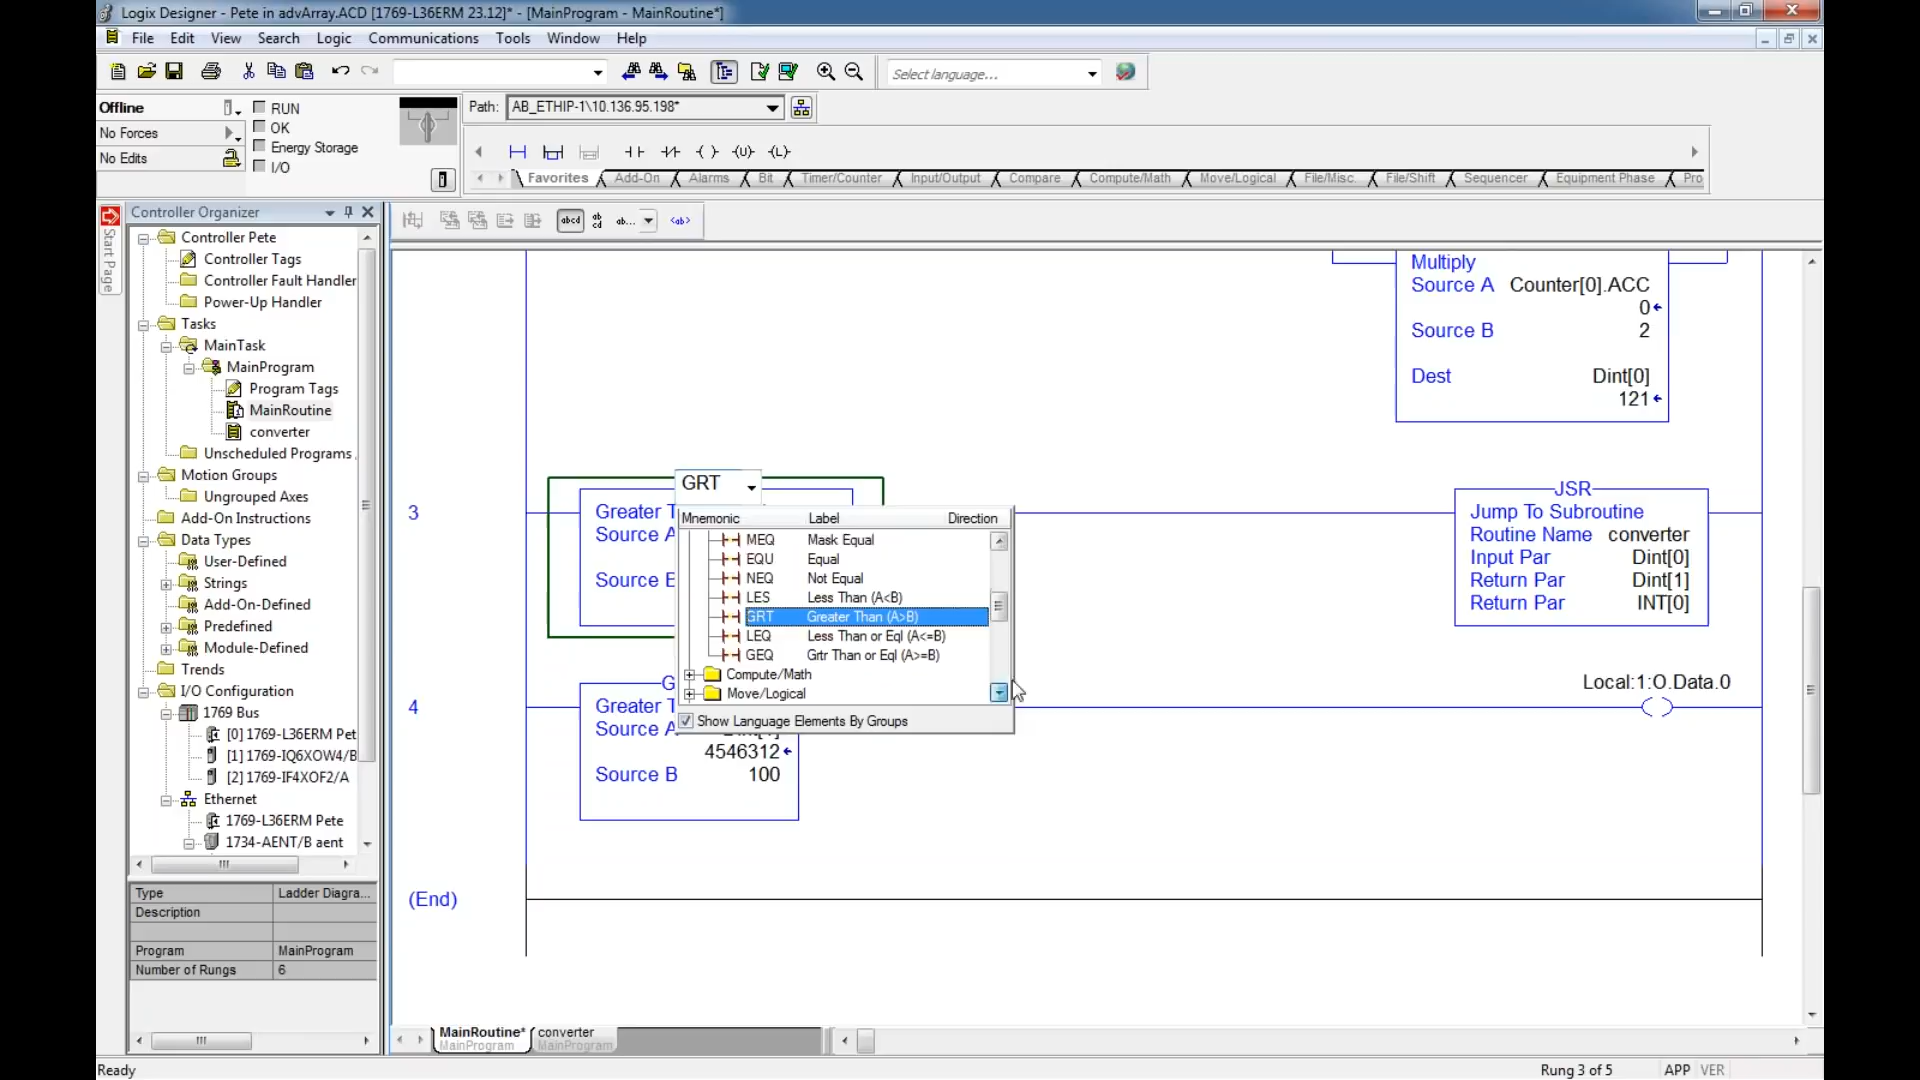 Logix Designer - Pete in advArray.ACD [1769-L36ERM 23.12]* - [MainProgram - MainRoutine*]
File Edit View Search Logic Communications Tools Window Help
Select language...
Offline
No Forces
No Edits
RUN
OK
Energy Storage
I/O
Path: AB_ETHIP-1\10.136.95.198*
Favorites Add-On Alarms Bit Timer/Counter Input/Output Compare Compute/Math Move/Logical File/Misc. File/Shift Sequencer Equipment Phase Pro
Start Page
Controller Organizer
Controller Pete
Controller Tags
Controller Fault Handler
Power-Up Handler
Tasks
MainTask
MainProgram
Program Tags
MainRoutine
converter
Unscheduled Programs
Motion Groups
Ungrouped Axes
Add-On Instructions
Data Types
User-Defined
Strings
Add-On-Defined
Predefined
Module-Defined
Trends
I/O Configuration
1769 Bus
[0] 1769-L36ERM Pet
[1] 1769-IQ6XOW4/B
[2] 1769-IF4XOF2/A
Ethernet
1769-L36ERM Pete
1734-AENT/B aent
Type Ladder Diagra...
Description
Program MainProgram
Number of Rungs 6
abcd
ab cd
ab...
<ab>
Multiply
Source A Counter[0].ACC
0
Source B 2
Dest Dint[0]
121
3
GRT
Greater T
Source A
Source B
Mnemonic Label Direction
MEQ Mask Equal
EQU Equal
NEQ Not Equal
LES Less Than (A<B)
GRT Greater Than (A>B)
LEQ Less Than or Eql (A<=B)
GEQ Grtr Than or Eql (A>=B)
Compute/Math
Move/Logical
Show Language Elements By Groups
JSR
Jump To Subroutine
Routine Name converter
Input Par Dint[0]
Return Par Dint[1]
Return Par INT[0]
4
G
Greater T
Source A
4546312
Source B 100
Local:1:O.Data.0
(End)
MainRoutine* converter
MainProgram MainProgram
Ready
Rung 3 of 5 APP VER